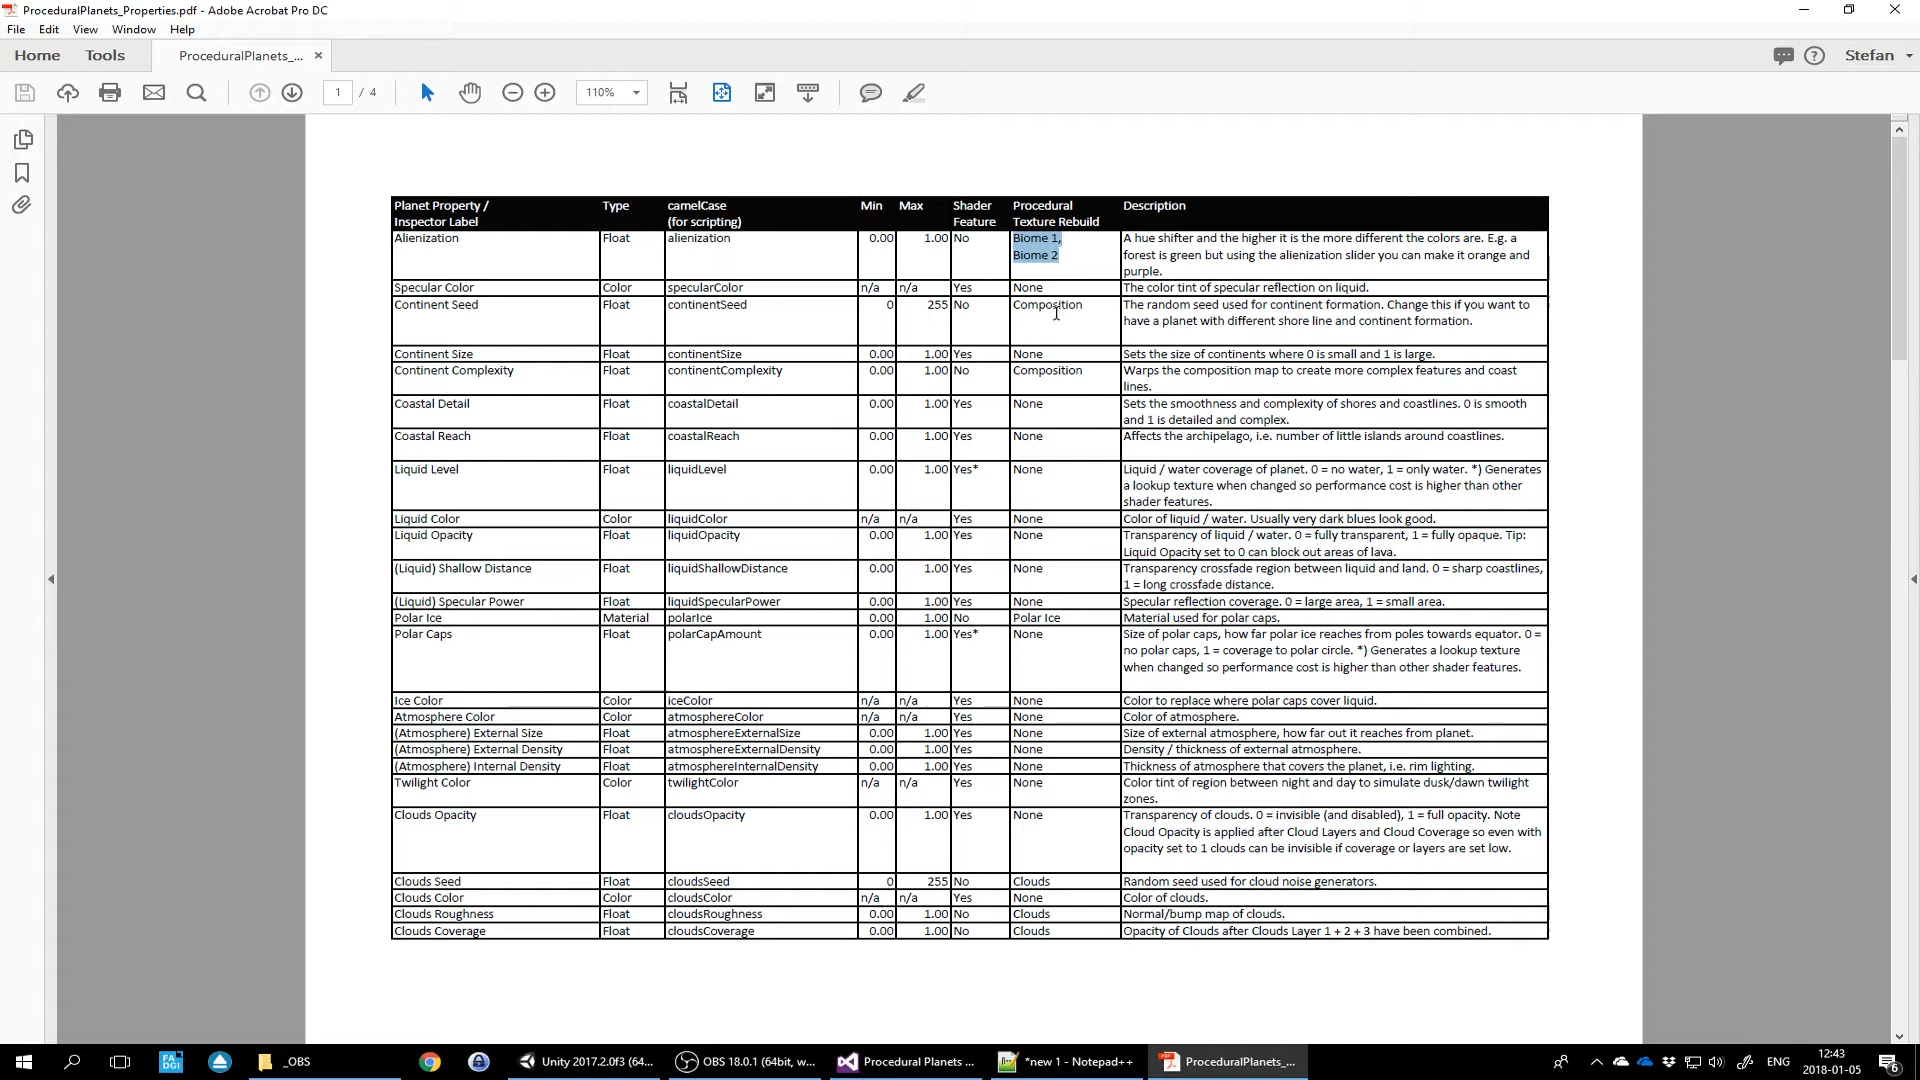 ProceduralPlanets_Properties.pdf - Adobe Acrobat Pro DC
File Edit View Window Help
Home Tools ProceduralPlanets_... × Stefan
1 / 4 110%
Planet Property / Type camelCase Min Max Shader Procedural Description
Inspector Label (for scripting) Feature Texture Rebuild
Alienization Float alienization 0.00 1.00 No Biome 1, A hue shifter and the higher it is the more different the colors are. E.g. a
Biome 2 forest is green but using the alienization slider you can make it orange and
purple.
Specular Color Color specularColor n/a n/a Yes None The color tint of specular reflection on liquid.
Continent Seed Float continentSeed 0 255 No Composition The random seed used for continent formation. Change this if you want to
have a planet with different shore line and continent formation.
Continent Size Float continentSize 0.00 1.00 Yes None Sets the size of continents where 0 is small and 1 is large.
Continent Complexity Float continentComplexity 0.00 1.00 No Composition Warps the composition map to create more complex features and coast
lines.
Coastal Detail Float coastalDetail 0.00 1.00 Yes None Sets the smoothness and complexity of shores and coastlines. 0 is smooth
and 1 is detailed and complex.
Coastal Reach Float coastalReach 0.00 1.00 Yes None Affects the archipelago, i.e. number of little islands around coastlines.
Liquid Level Float liquidLevel 0.00 1.00 Yes* None Liquid / water coverage of planet. 0 = no water, 1 = only water. *) Generates
a lookup texture when changed so performance cost is higher than other
shader features.
Liquid Color Color liquidColor n/a n/a Yes None Color of liquid / water. Usually very dark blues look good.
Liquid Opacity Float liquidOpacity 0.00 1.00 Yes None Transparency of liquid / water. 0 = fully transparent, 1 = fully opaque. Tip:
Liquid Opacity set to 0 can block out areas of lava.
(Liquid) Shallow Distance Float liquidShallowDistance 0.00 1.00 Yes None Transparency crossfade region between liquid and land. 0 = sharp coastlines,
1 = long crossfade distance.
(Liquid) Specular Power Float liquidSpecularPower 0.00 1.00 Yes None Specular reflection coverage. 0 = large area, 1 = small area.
Polar Ice Material polarIce 0.00 1.00 No Polar Ice Material used for polar caps.
Polar Caps Float polarCapAmount 0.00 1.00 Yes* None Size of polar caps, how far polar ice reaches from poles towards equator. 0 =
no polar caps, 1 = coverage to polar circle. *) Generates a lookup texture
when changed so performance cost is higher than other shader features.
Ice Color Color iceColor n/a n/a Yes None Color to replace where polar caps cover liquid.
Atmosphere Color Color atmosphereColor n/a n/a Yes None Color of atmosphere.
(Atmosphere) External Size Float atmosphereExternalSize 0.00 1.00 Yes None Size of external atmosphere, how far out it reaches from planet.
(Atmosphere) External Density Float atmosphereExternalDensity 0.00 1.00 Yes None Density / thickness of external atmosphere.
(Atmosphere) Internal Density Float atmosphereInternalDensity 0.00 1.00 Yes None Thickness of atmosphere that covers the planet, i.e. rim lighting.
Twilight Color Color twilightColor n/a n/a Yes None Color tint of region between night and day to simulate dusk/dawn twilight
zones.
Clouds Opacity Float cloudsOpacity 0.00 1.00 Yes None Transparency of clouds. 0 = invisible (and disabled), 1 = full opacity. Note
Cloud Opacity is applied after Cloud Layers and Cloud Coverage so even with
opacity set to 1 clouds can be invisible if coverage or layers are set low.
Clouds Seed Float cloudsSeed 0 255 No Clouds Random seed used for cloud noise generators.
Clouds Color Color cloudsColor n/a n/a Yes None Color of clouds.
Clouds Roughness Float cloudsRoughness 0.00 1.00 No Clouds Normal/bump map of clouds.
Clouds Coverage Float cloudsCoverage 0.00 1.00 No Clouds Opacity of Clouds after Clouds Layer 1 + 2 + 3 have been combined.
FA DGI _OBS Unity 2017.2.0f3 (64... OBS 18.0.1 (64bit, w... Procedural Planets ... *new 1 - Notepad++ ProceduralPlanets_... ENG 12:43 6
2018-01-05